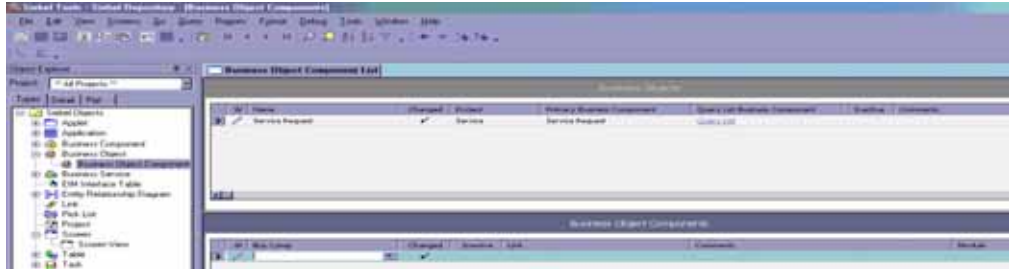 Siebel Tools - Siebel Repository - [Business Object Components]
File Edit View Screens Go Query Reports Format Debug Tools Window Help
Object Explorer
Business Object Component List
Project: ** All Projects **
Business Objects
Types Detail Flat
W Name Changed Project Primary Business Component Query List Business Component Inactive Comments
Service Request Service Service Request Query List
Siebel Objects
Applet
Application
Business Component
Business Object
Business Object Component
Business Service
EIM Interface Table
Entity Relationship Diagram
Link
Pick List
Project
Screen
Screen View
Table
Task
Business Object Components
W Bus Comp Changed Inactive Link Comments Module